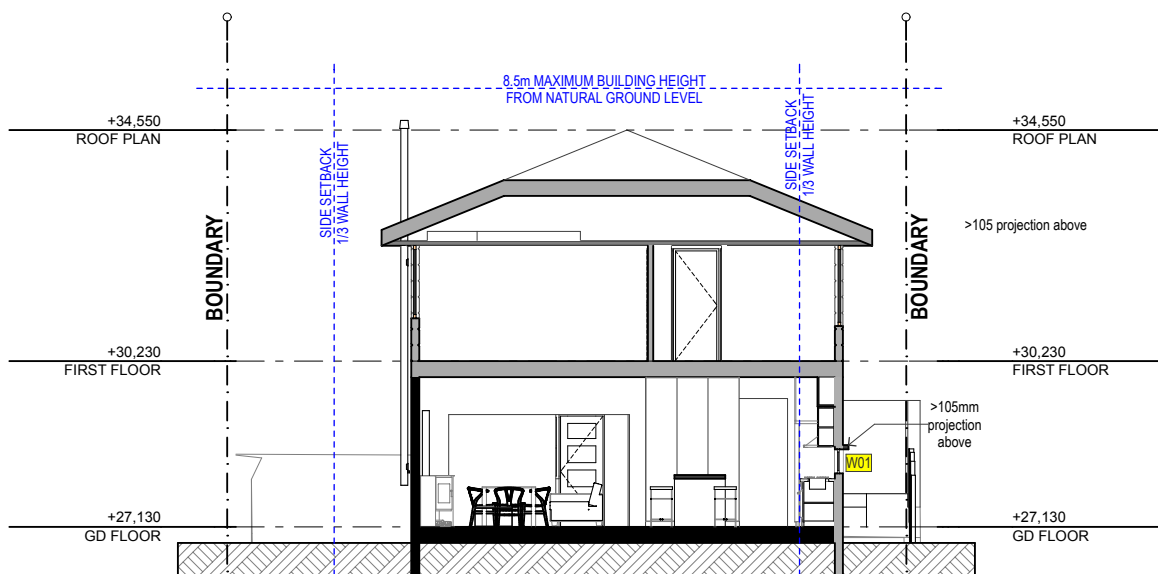 8.5m MAXIMUM BUILDING HEIGHT
FROM NATURAL GROUND LEVEL
+34,550
ROOF PLAN
+34,550
ROOF PLAN
SIDE SETBACK
1/3 WALL HEIGHT
SIDE SETBACK
1/3 WALL HEIGHT
BOUNDARY
BOUNDARY
>105 projection above
+30,230
FIRST FLOOR
+30,230
FIRST FLOOR
>105mm
projection
above
W01
+27,130
GD FLOOR
+27,130
GD FLOOR